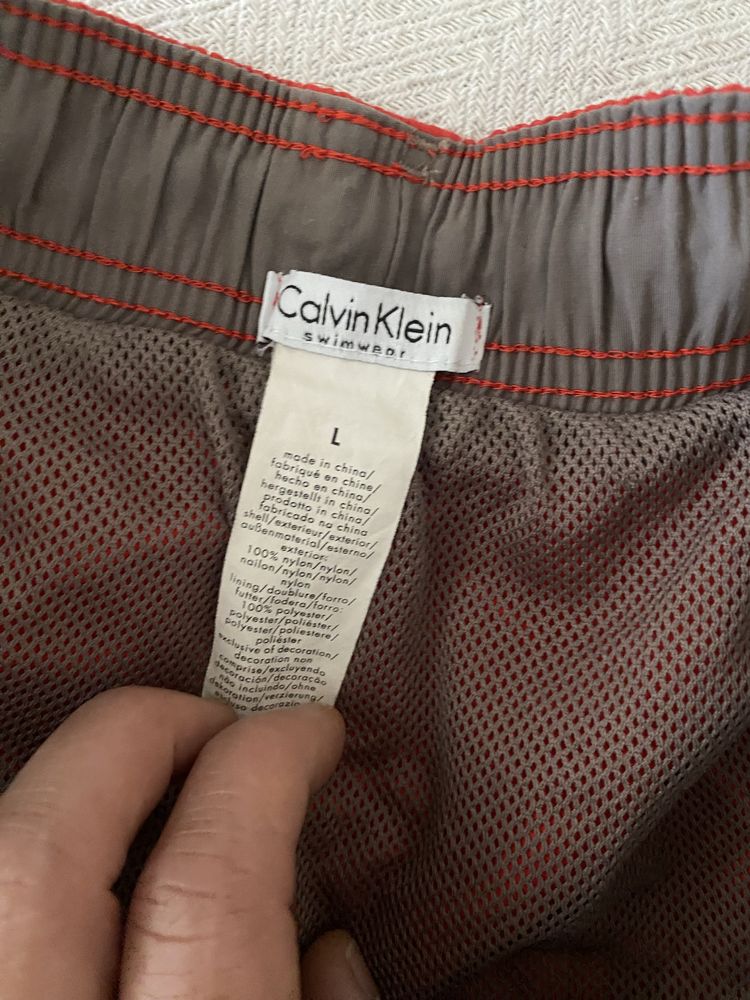 Calvin Klein
swimwear
L
made in china/
fabriqué en chine/
hecho en china/
hergestellt in china/
prodotto in china/
fabricado na china
shell/exterieur/exterior/
außenmaterial/esterno/
exterior:
100% nylon/nylon/
nailon/nylon/nylon/
nylon
lining/doublure/forro/
futter/fodera/forro:
100% polyester/
polyester/poliéster/
polyester/poliestere/
poliéster
exclusive of decoration/
decoration non
comprise/excluyendo
decoración/decoração
não incluindo/ohne
dekoration/verzierung/